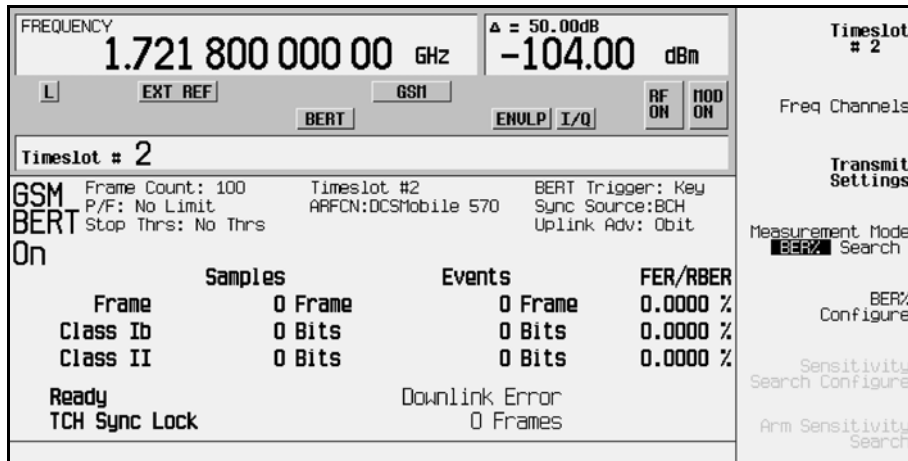 FREQUENCY
1.721 800 000 00 GHz
Δ = 50.00dB
-104.00 dBm
L
EXT REF
GSM
BERT
ENVLP
I/Q
RF ON
MOD ON
Timeslot # 2
GSM BERT On
Frame Count: 100
P/F: No Limit
Stop Thrs: No Thrs
Timeslot #2
ARFCN:DCSMobile 570
BERT Trigger: Key
Sync Source:BCH
Uplink Adv: 0bit
Samples Events FER/RBER
Frame 0 Frame 0 Frame 0.0000 %
Class Ib 0 Bits 0 Bits 0.0000 %
Class II 0 Bits 0 Bits 0.0000 %
Ready
TCH Sync Lock
Downlink Error
0 Frames
Timeslot
# 2
Freq Channels
Transmit
Settings
Measurement Mode
BER% Search
BER%
Configure
Sensitivity
Search Configure
Arm Sensitivity
Search